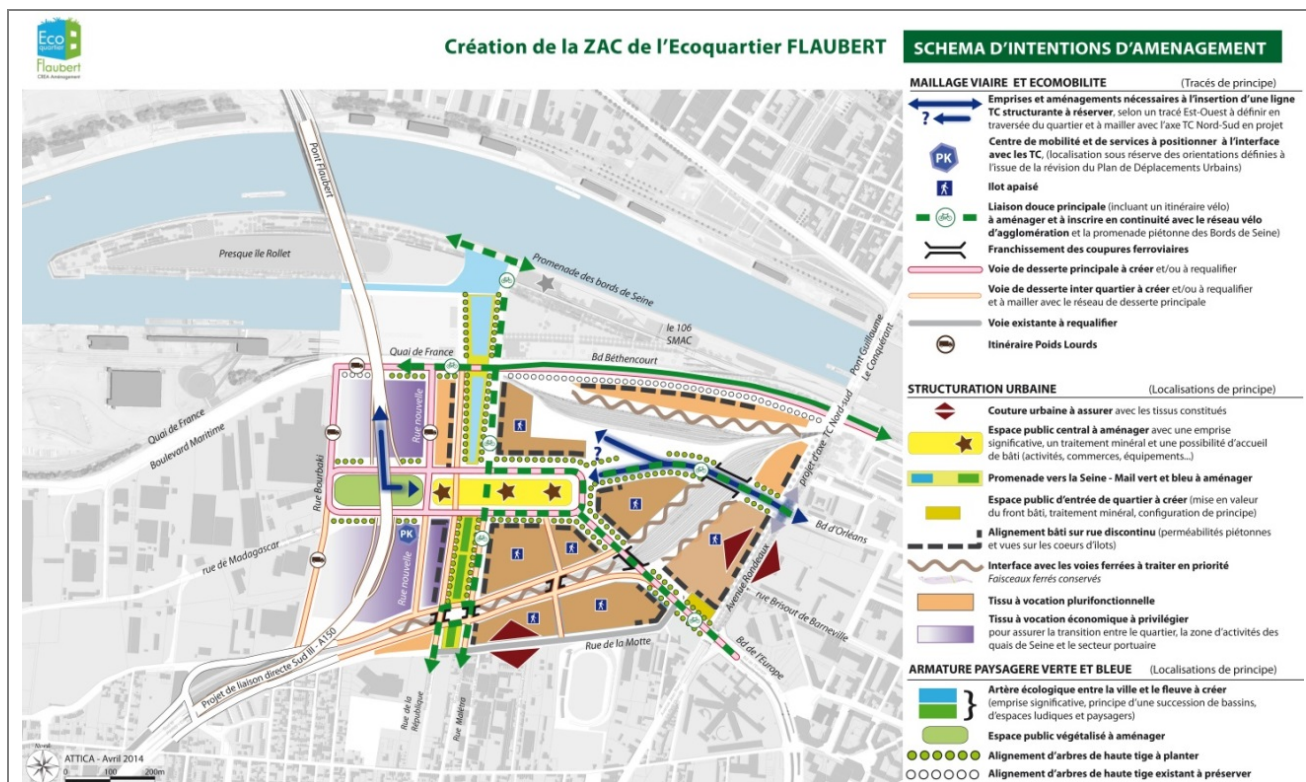 Eco
quartier
Flaubert
CREA Aménagement
Création de la ZAC de l'Ecoquartier FLAUBERT
SCHEMA D'INTENTIONS D'AMENAGEMENT
Pont Flaubert
Presque île Rollet
Promenade des bords de Seine
le 106
SMAC
Pont Guillaume
Le Conquérant
Quai de France
Bd Béthencourt
Quai de France
Boulevard Maritime
Rue nouvelle
projet d'axe TC Nord-sud
?
Rue Bourbaki
Bd d'Orléans
rue de Madagascar
PK
Rue nouvelle
Avenue Rondeaux
rue Brisout de Barneville
Rue de la Motte
Bd de l'Europe
Projet de liaison directe Sud III - A150
Rue de la
République
Rue Malétra
Nord
ATTICA - Avril 2014
0 100 200m
MAILLAGE VIAIRE ET ECOMOBILITE (Tracés de principe)
Emprises et aménagements nécessaires à l'insertion d'une ligne
? TC structurante à réserver, selon un tracé Est-Ouest à définir en
traversée du quartier et à mailler avec l'axe TC Nord-Sud en projet
Centre de mobilité et de services à positionner à l'interface
PK avec les TC, (localisation sous réserve des orientations définies à
l'issue de la révision du Plan de Déplacements Urbains)
Ilot apaisé
Liaison douce principale (incluant un itinéraire vélo)
à aménager et à inscrire en continuité avec le réseau vélo
d'agglomération et la promenade piétonne des Bords de Seine)
Franchissement des coupures ferroviaires
Voie de desserte principale à créer et/ou à requalifier
Voie de desserte inter quartier à créer et/ou à requalifier
et à mailler avec le réseau de desserte principale
Voie existante à requalifier
Itinéraire Poids Lourds
STRUCTURATION URBAINE (Localisations de principe)
Couture urbaine à assurer avec les tissus constitués
Espace public central à aménager avec une emprise
significative, un traitement minéral et une possibilité d'accueil
de bâti (activités, commerces, équipements...)
Promenade vers la Seine - Mail vert et bleu à aménager
Espace public d'entrée de quartier à créer (mise en valeur
du front bâti, traitement minéral, configuration de principe)
Alignement bâti sur rue discontinu (perméabilités piétonnes
et vues sur les coeurs d'îlots)
Interface avec les voies ferrées à traiter en priorité
Faisceaux ferrés conservés
Tissu à vocation plurifonctionnelle
Tissu à vocation économique à privilégier
pour assurer la transition entre le quartier, la zone d'activités des
quais de Seine et le secteur portuaire
ARMATURE PAYSAGERE VERTE ET BLEUE (Localisations de principe)
Artère écologique entre la ville et le fleuve à créer
(emprise significative, principe d'une succession de bassins,
d'espaces ludiques et paysagers)
Espace public végétalisé à aménager
Alignement d'arbres de haute tige à planter
Alignement d'arbres de haute tige existant à préserver